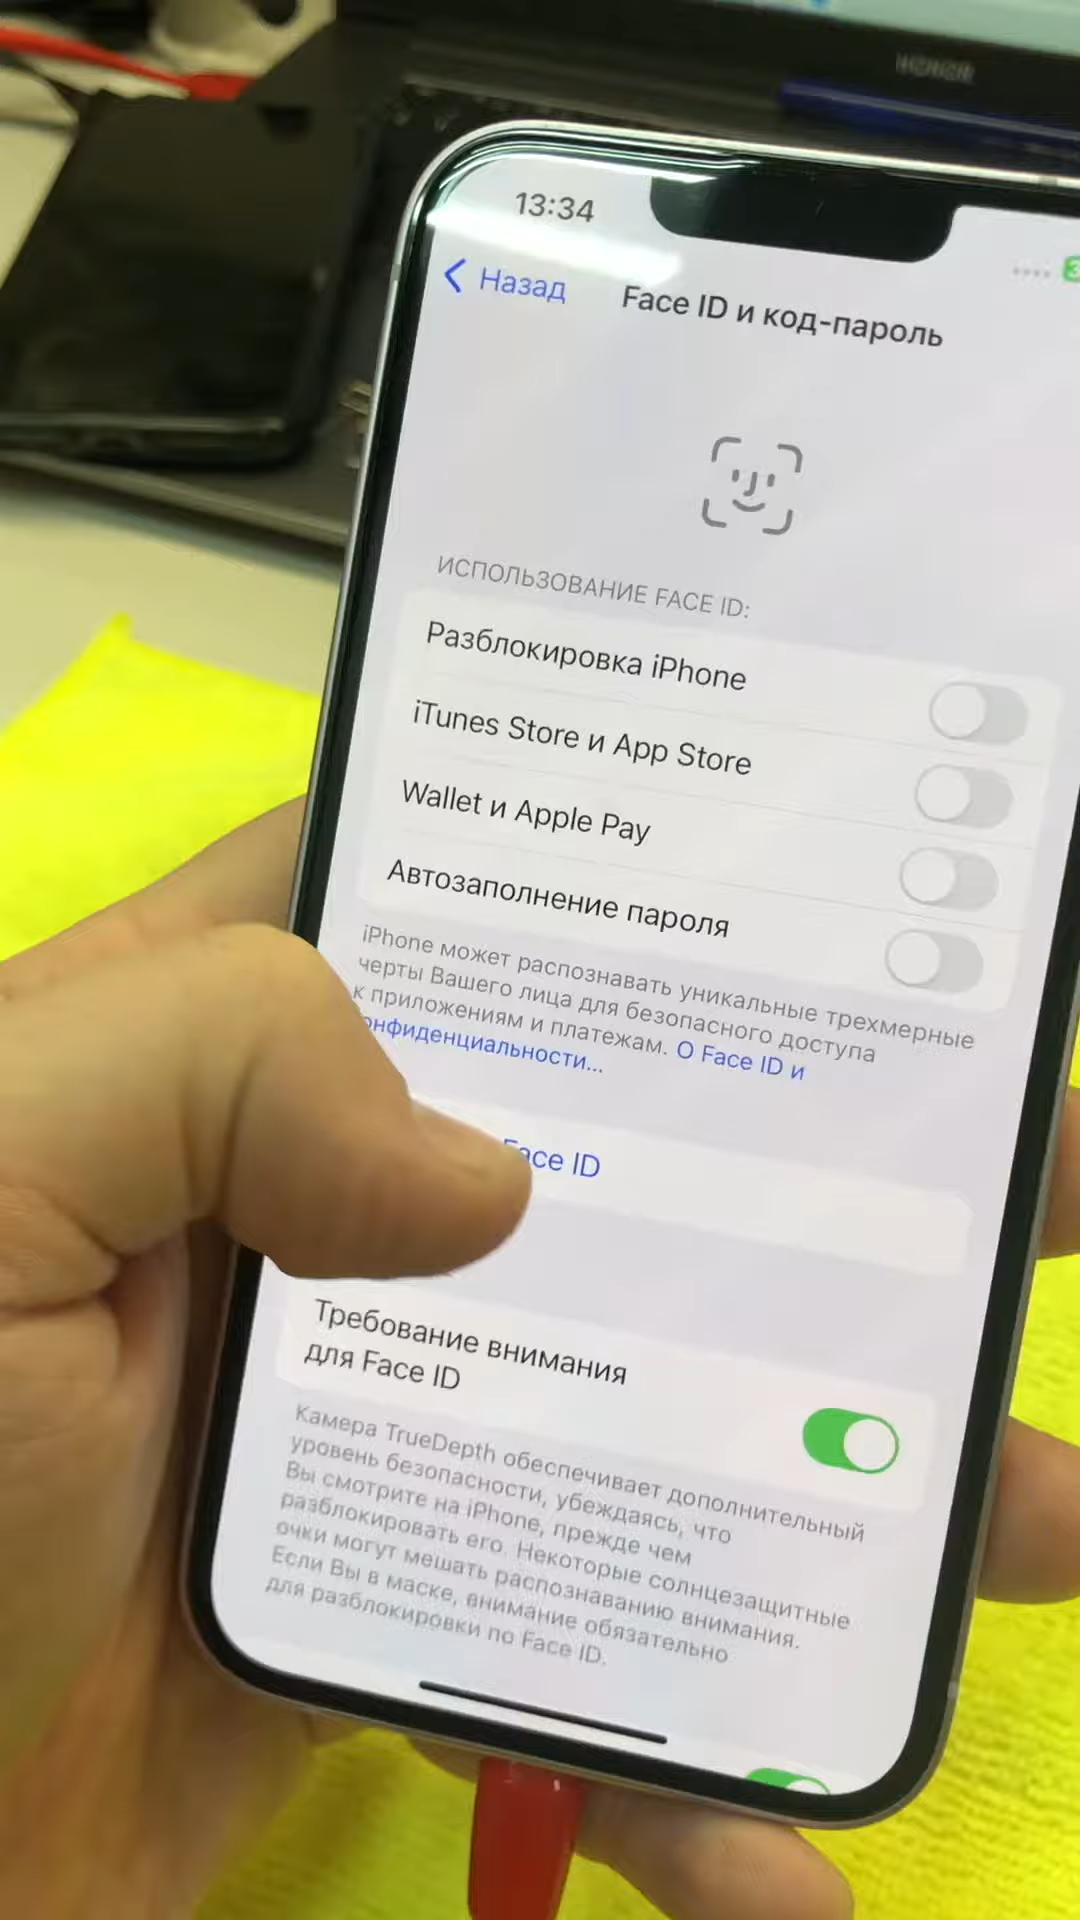 HONOR
13:34
Назад
Face ID и код-пароль
ИСПОЛЬЗОВАНИЕ FACE ID:
Разблокировка iPhone
iTunes Store и App Store
Wallet и Apple Pay
Автозаполнение пароля
iPhone может распознавать уникальные трехмерные
черты Вашего лица для безопасного доступа
к приложениям и платежам. О Face ID и
онфиденциальности...
Face ID
Требование внимания
для Face ID
Камера TrueDepth обеспечивает дополнительный
уровень безопасности, убеждаясь, что
Вы смотрите на iPhone, прежде чем
разблокировать его. Некоторые солнцезащитные
очки могут мешать распознаванию внимания.
Если Вы в маске, внимание обязательно
для разблокировки по Face ID.